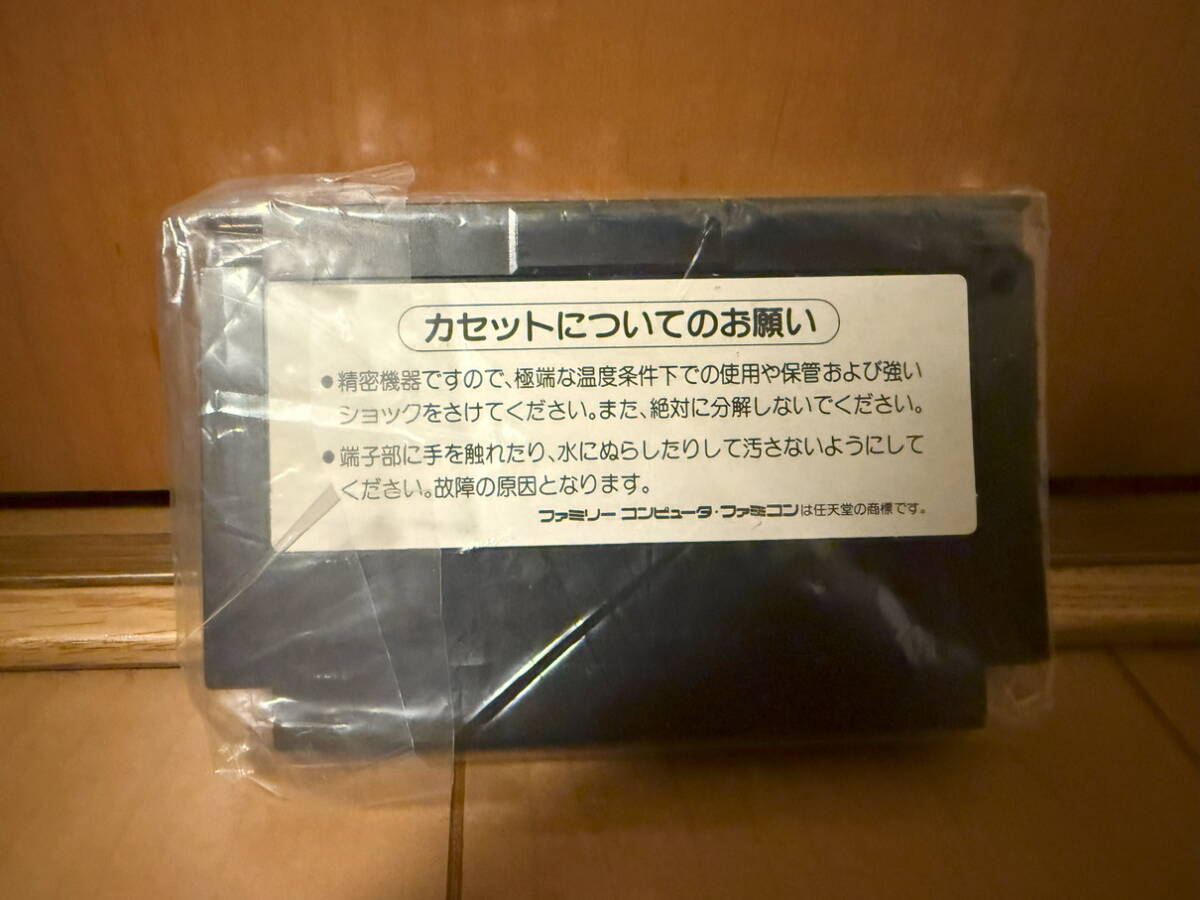 カセットについてのお願い
●精密機器ですので、極端な温度条件下での使用や保管および強い
ショックをさけてください。また、絶対に分解しないでください。
●端子部に手を触れたり、水にぬらしたりして汚さないようにして
ください。故障の原因となります。
ファミリーコンピュータ・ファミコンは任天堂の商標です。